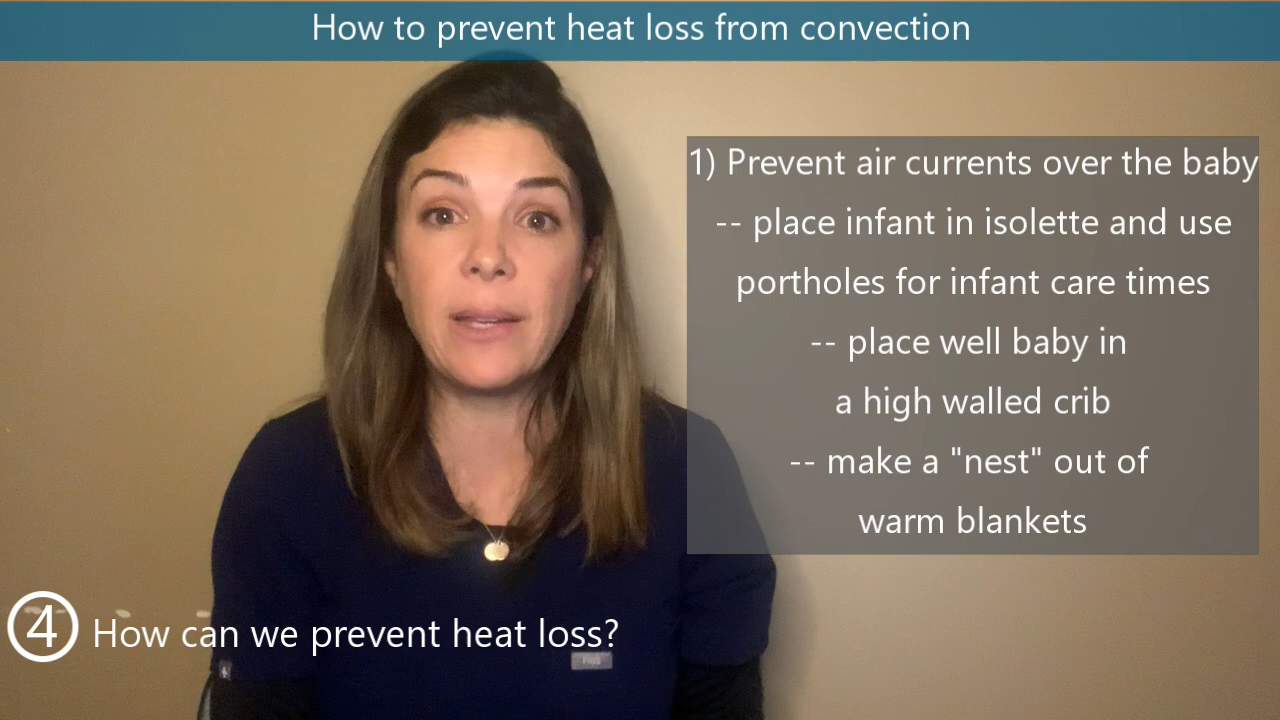 How to prevent heat loss from convection
1) Prevent air currents over the baby
-- place infant in isolette and use
portholes for infant care times
-- place well baby in
a high walled crib
-- make a "nest" out of
warm blankets
4 How can we prevent heat loss?